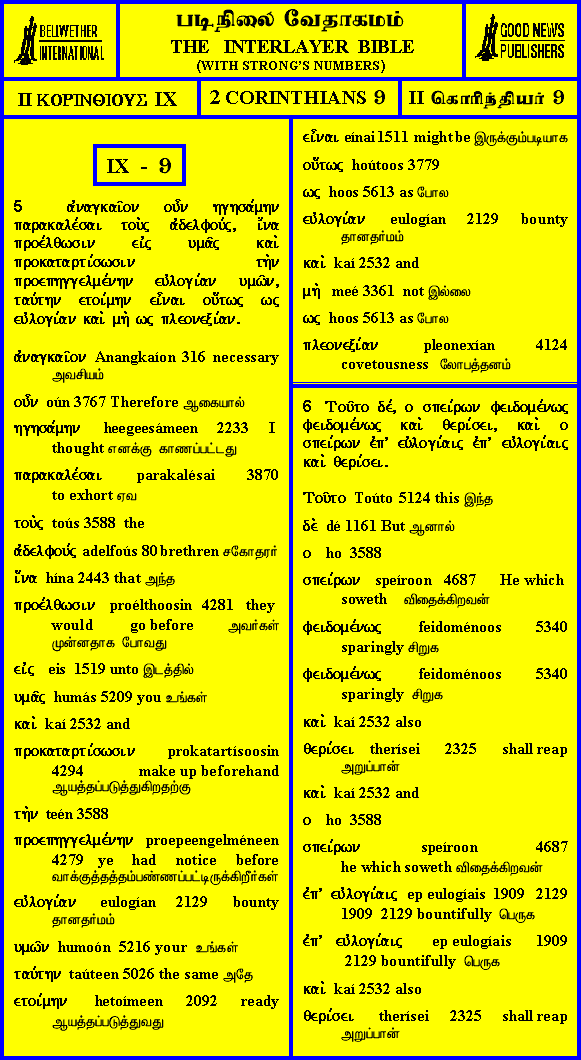 BELLWETHER
INTERNATIONAL
படிநிலை வேதாகமம்
THE INTERLAYER BIBLE
(WITH STRONG'S NUMBERS)
GOOD NEWS
PUBLISHERS
II ΚΟΡΙΝΘΙΟΥΣ IX
2 CORINTHIANS 9
II கொரிந்தியர் 9
IX - 9
5 ἀναγκαῖον οὖν ηγησάμην
παρακαλέσαι τοὺς ἀδελφούς, ἵνα
προέλθωσιν εἰς υμᾶς καὶ
προκαταρτίσωσιν τὴν
προεπηγγελμένην εὐλογίαν υμῶν,
ταύτην ετοίμην εἶναι οὕτως ως
εὐλογίαν καὶ μὴ ως πλεονεξίαν.
ἀναγκαῖον Anangkaíon 316 necessary
அவசியம்
οὖν oún 3767 Therefore ஆகையால்
ηγησάμην heegeesámeen 2233 I
thought எனக்கு காணப்பட்டது
παρακαλέσαι parakalésai 3870
to exhort ஏவ
τοὺς toús 3588 the
ἀδελφούς adelfoús 80 brethren சகோதரர்
ἵνα hína 2443 that அந்த
προέλθωσιν proélthoosin 4281 they
would go before அவர்கள்
முன்னதாக போவது
εἰς eis 1519 unto இடத்தில்
υμᾶς humás 5209 you உங்கள்
καὶ kaí 2532 and
προκαταρτίσωσιν prokatartísoosin
4294 make up beforehand
ஆயத்தப்படுத்துகிறதற்கு
τὴν teén 3588
προεπηγγελμένην proepeengelméneen
4279 ye had notice before
வாக்குத்தத்தம்பண்ணப்பட்டிருக்கிறீர்கள்
εὐλογίαν eulogían 2129 bounty
தானதர்மம்
υμῶν humoón 5216 your உங்கள்
ταύτην taúteen 5026 the same அதே
ετοίμην hetoímeen 2092 ready
ஆயத்தப்படுத்துவது
εἶναι eínai 1511 might be இருக்கும்படியாக
οὕτως hoútoos 3779
ως hoos 5613 as போல
εὐλογίαν eulogían 2129 bounty
தானதர்மம்
καὶ kaí 2532 and
μὴ meé 3361 not இல்லை
ως hoos 5613 as போல
πλεονεξίαν pleonexían 4124
covetousness லோபத்தனம்
6 Τοῦτο δέ, ο σπείρων φειδομένως
φειδομένως καὶ θερίσει, καὶ ο
σπείρων ἐπ' εὐλογίαις ἐπ' εὐλογίαις
καὶ θερίσει.
Τοῦτο Toúto 5124 this இந்த
δὲ dé 1161 But ஆனால்
ο ho 3588
σπείρων speíroon 4687 He which
soweth விதைக்கிறவன்
φειδομένως feidoménoos 5340
sparingly சிறுக
φειδομένως feidoménoos 5340
sparingly சிறுக
καὶ kaí 2532 also
θερίσει therísei 2325 shall reap
அறுப்பான்
καὶ kaí 2532 and
ο ho 3588
σπείρων speíroon 4687
he which soweth விதைக்கிறவன்
ἐπ' εὐλογίαις ep eulogíais 1909 2129
1909 2129 bountifully பெருக
ἐπ' εὐλογίαις ep eulogíais 1909
2129 bountifully பெருக
καὶ kaí 2532 also
θερίσει therísei 2325 shall reap
அறுப்பான்